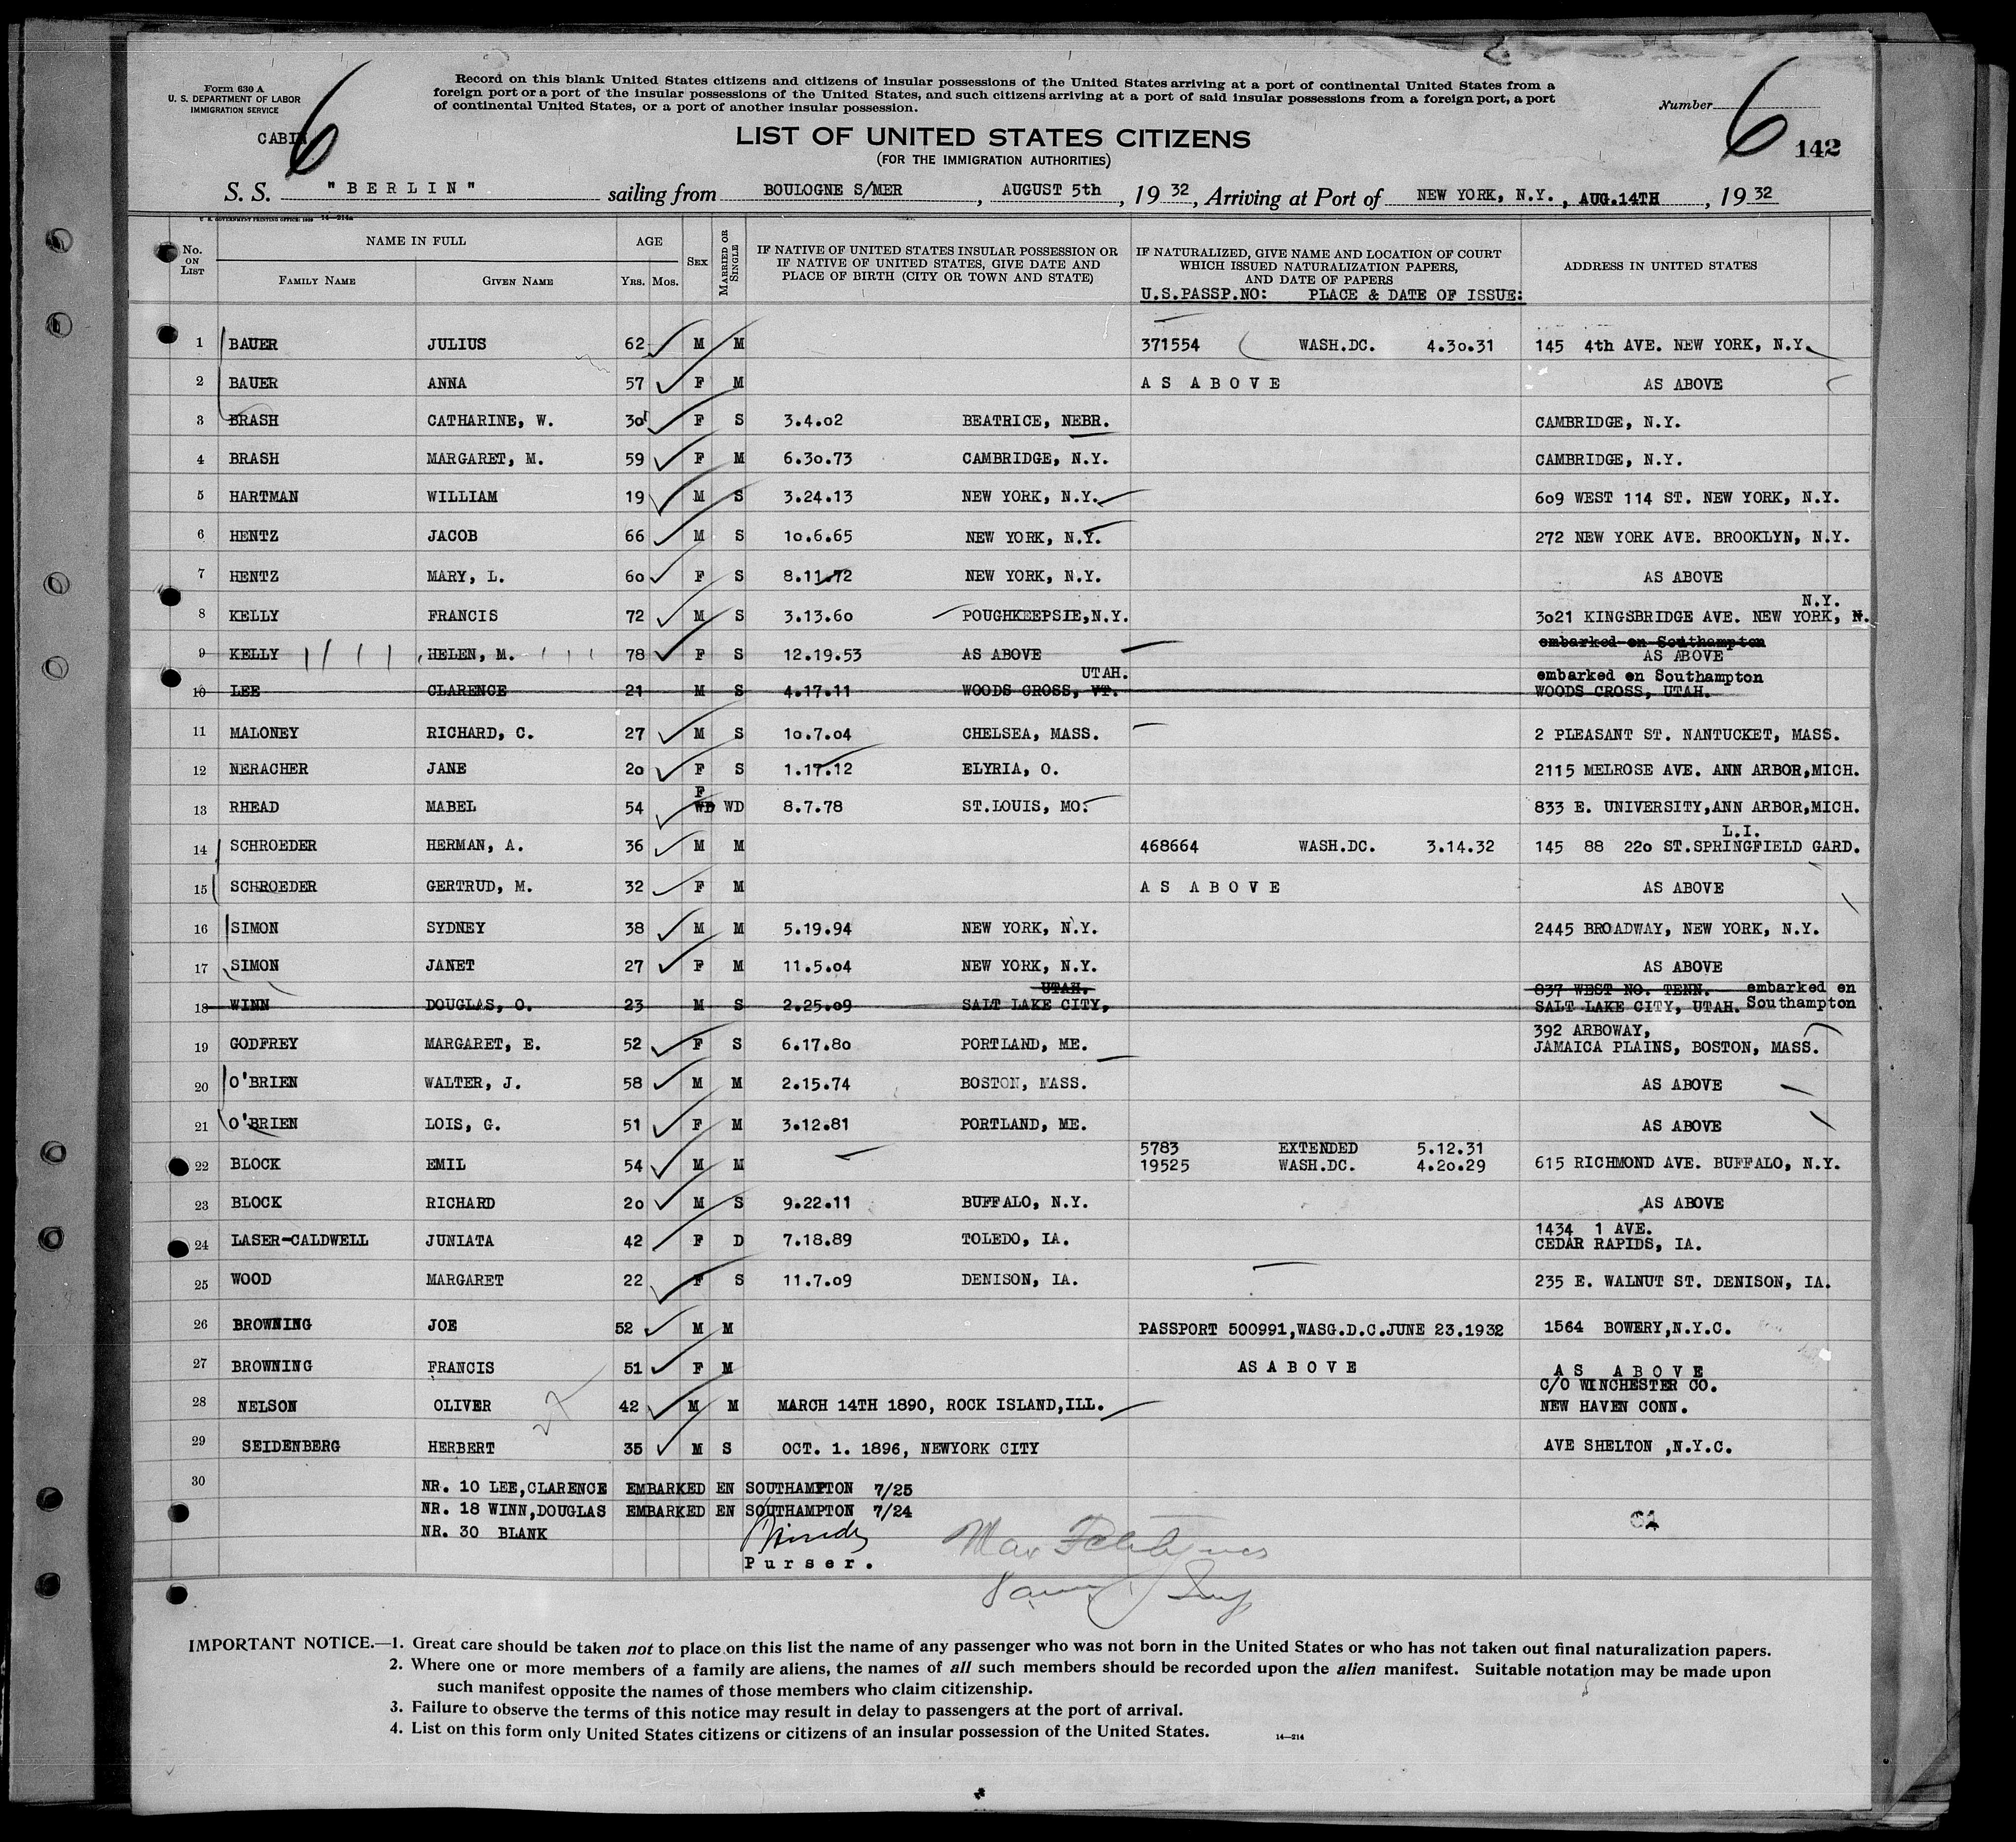 Form 630 A
U. S. DEPARTMENT OF LABOR
IMMIGRATION SERVICE
CABIN
6
Record on this blank United States citizens and citizens of insular possessions of the United States arriving at a port of continental United States from a
foreign port or a port of the insular possessions of the United States, and such citizens arriving at a port of said insular possessions from a foreign port, a port
of continental United States, or a port of another insular possession.
Number 6
142
LIST OF UNITED STATES CITIZENS
(FOR THE IMMIGRATION AUTHORITIES)
S. S. "BERLIN" sailing from BOULOGNE S/MER, AUGUST 5th, 1932, Arriving at Port of NEW YORK, N.Y., AUG.14TH, 1932
U. S. GOVERNMENT PRINTING OFFICE: 1929 14—214a
No. ON LIST NAME IN FULL AGE SEX MARRIED OR SINGLE IF NATIVE OF UNITED STATES INSULAR POSSESSION OR IF NATIVE OF UNITED STATES, GIVE DATE AND PLACE OF BIRTH (CITY OR TOWN AND STATE) IF NATURALIZED, GIVE NAME AND LOCATION OF COURT WHICH ISSUED NATURALIZATION PAPERS, AND DATE OF PAPERS ADDRESS IN UNITED STATES
FAMILY NAME GIVEN NAME YRS. MOS. U.S.PASSP.NO: PLACE & DATE OF ISSUE:
1 BAUER JULIUS 62 M M 371554 WASH.DC. 4.30.31 145 4th AVE. NEW YORK, N.Y.
2 BAUER ANNA 57 F M AS ABOVE AS ABOVE
3 BRASH CATHARINE, W. 30 F S 3.4.02 BEATRICE, NEBR. CAMBRIDGE, N.Y.
4 BRASH MARGARET, M. 59 F M 6.30.73 CAMBRIDGE, N.Y. CAMBRIDGE, N.Y.
5 HARTMAN WILLIAM 19 M S 3.24.13 NEW YORK, N.Y. 609 WEST 114 ST. NEW YORK, N.Y.
6 HENTZ JACOB 66 M S 10.6.65 NEW YORK, N.Y. 272 NEW YORK AVE. BROOKLYN, N.Y.
7 HENTZ MARY, L. 60 F S 8.11.72 NEW YORK, N.Y. AS ABOVE
N.Y.
8 KELLY FRANCIS 72 M S 3.13.60 POUGHKEEPSIE,N.Y. 3021 KINGSBRIDGE AVE. NEW YORK, N.
embarked en Southampton
9 KELLY HELEN, M. 78 F S 12.19.53 AS ABOVE AS ABOVE
UTAH. embarked en Southampton
10 LEE CLARENCE 21 M S 4.17.11 WOODS CROSS, VT. WOODS CROSS, UTAH.
11 MALONEY RICHARD, C. 27 M S 10.7.04 CHELSEA, MASS. 2 PLEASANT ST. NANTUCKET, MASS.
12 NERACHER JANE 20 F S 1.17.12 ELYRIA, O. 2115 MELROSE AVE. ANN ARBOR,MICH.
F
13 RHEAD MABEL 54 WD WD 8.7.78 ST.LOUIS, MO. 833 E. UNIVERSITY,ANN ARBOR,MICH.
L.I.
14 SCHROEDER HERMAN, A. 36 M M 468664 WASH.DC. 3.14.32 145 88 220 ST.SPRINGFIELD GARD.
15 SCHROEDER GERTRUD, M. 32 F M AS ABOVE AS ABOVE
16 SIMON SYDNEY 38 M M 5.19.94 NEW YORK, N.Y. 2445 BROADWAY, NEW YORK, N.Y.
17 SIMON JANET 27 F M 11.5.04 NEW YORK, N.Y. AS ABOVE
UTAH. 837 WEST NO. TENN. embarked en
18 WINN DOUGLAS, O. 23 M S 2.25.09 SALT LAKE CITY, SALT LAKE CITY, UTAH. Southampton
392 ARBOWAY,
19 GODFREY MARGARET, E. 52 F S 6.17.80 PORTLAND, ME. JAMAICA PLAINS, BOSTON, MASS.
20 O'BRIEN WALTER, J. 58 M M 2.15.74 BOSTON, MASS. AS ABOVE
21 O'BRIEN LOIS, G. 51 F M 3.12.81 PORTLAND, ME. AS ABOVE
5783 EXTENDED 5.12.31
22 BLOCK EMIL 54 M M 19525 WASH.DC. 4.20.29 615 RICHMOND AVE. BUFFALO, N.Y.
23 BLOCK RICHARD 20 M S 9.22.11 BUFFALO, N.Y. AS ABOVE
1434 1 AVE.
24 LASER-CALDWELL JUNIATA 42 F D 7.18.89 TOLEDO, IA. CEDAR RAPIDS, IA.
25 WOOD MARGARET 22 F S 11.7.09 DENISON, IA. 235 E. WALNUT ST. DENISON, IA.
26 BROWNING JOE 52 M M PASSPORT 500991,WASG.D.C.JUNE 23.1932 1564 BOWERY,N.Y.C.
27 BROWNING FRANCIS 51 F M AS ABOVE AS ABOVE
C/O WINCHESTER CO.
28 NELSON OLIVER 42 M M MARCH 14TH 1890, ROCK ISLAND,ILL. NEW HAVEN CONN.
27
29 SEIDENBERG HERBERT 35 M S OCT. 1. 1896, NEWYORK CITY AVE SHELTON ,N.Y.C.
30 NR. 10 LEE,CLARENCE EMBARKED EN SOUTHAMPTON 7/25
NR. 18 WINN,DOUGLAS EMBARKED EN SOUTHAMPTON 7/24
NR. 30 BLANK
Purser.
IMPORTANT NOTICE.—1. Great care should be taken not to place on this list the name of any passenger who was not born in the United States or who has not taken out final naturalization papers.
2. Where one or more members of a family are aliens, the names of all such members should be recorded upon the alien manifest. Suitable notation may be made upon
such manifest opposite the names of those members who claim citizenship.
3. Failure to observe the terms of this notice may result in delay to passengers at the port of arrival.
4. List on this form only United States citizens or citizens of an insular possession of the United States.
14—214